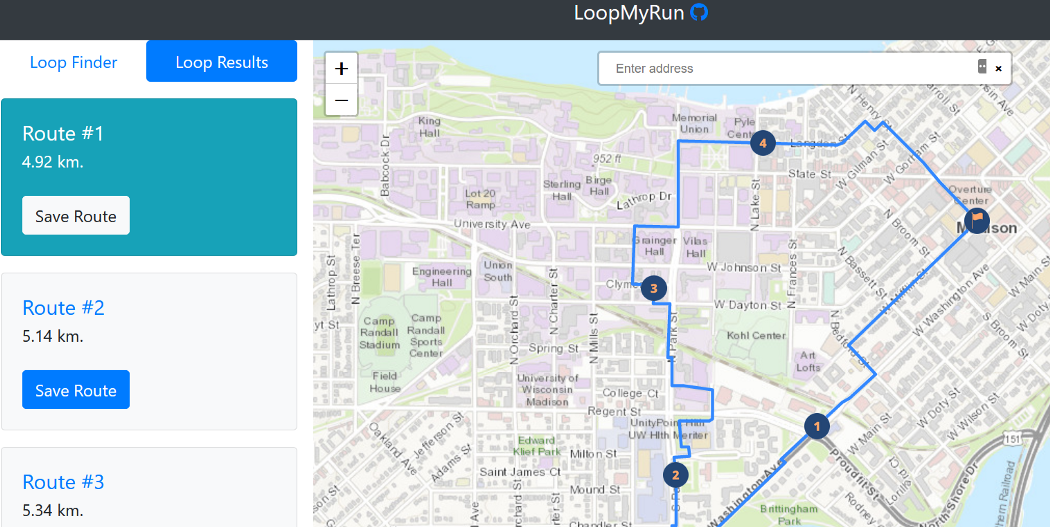 LoopMyRun
Loop Finder
Loop Results
Route #1
4.92 km.
Save Route
Route #2
5.14 km.
Save Route
Route #3
5.34 km.
+
−
Enter address
×
King
Hall
Memorial
Union
Pyle
Langdon St
N Henry St
Carroll St
W Gilman St
W Gorham St
State St
Babcock Dr
952 ft
Sterling
Hall
Birge
Hall
Lot 20
Ramp
Lathrop Dr
N Lake St
Overture
Center
Madison
University Ave
Grainger
Hall
Vilas
Hall
N Broom St
N Bassett St
W Johnson St
N Frances St
W Mifflin St
W Washington Ave
W Doty St
Lathrop St
N Breese Ter
Engineering
Hall
Union
South
N Charter St
N Orchard St
N Mills St
N Park St
W Dayton St
Kohl Center
N Bedford St
Camp
Randall
Stadium
Camp
Randall
Sports
Center
Spring St
Art
Lofts
Field
House
University of
Wisconsin
Madison
College Ct
Regent St
UnityPoint
UW Hlth Meriter
W Main St
W Doty St
W Wilson St
151
Oakland Ave
Jefferson St
Adams St
Edward
Klief Park
Milton St
Saint James Ct
Mound St
Washington Ave
Proudfit St
North Shore Dr
Brittingham
Park
1
2
3
4